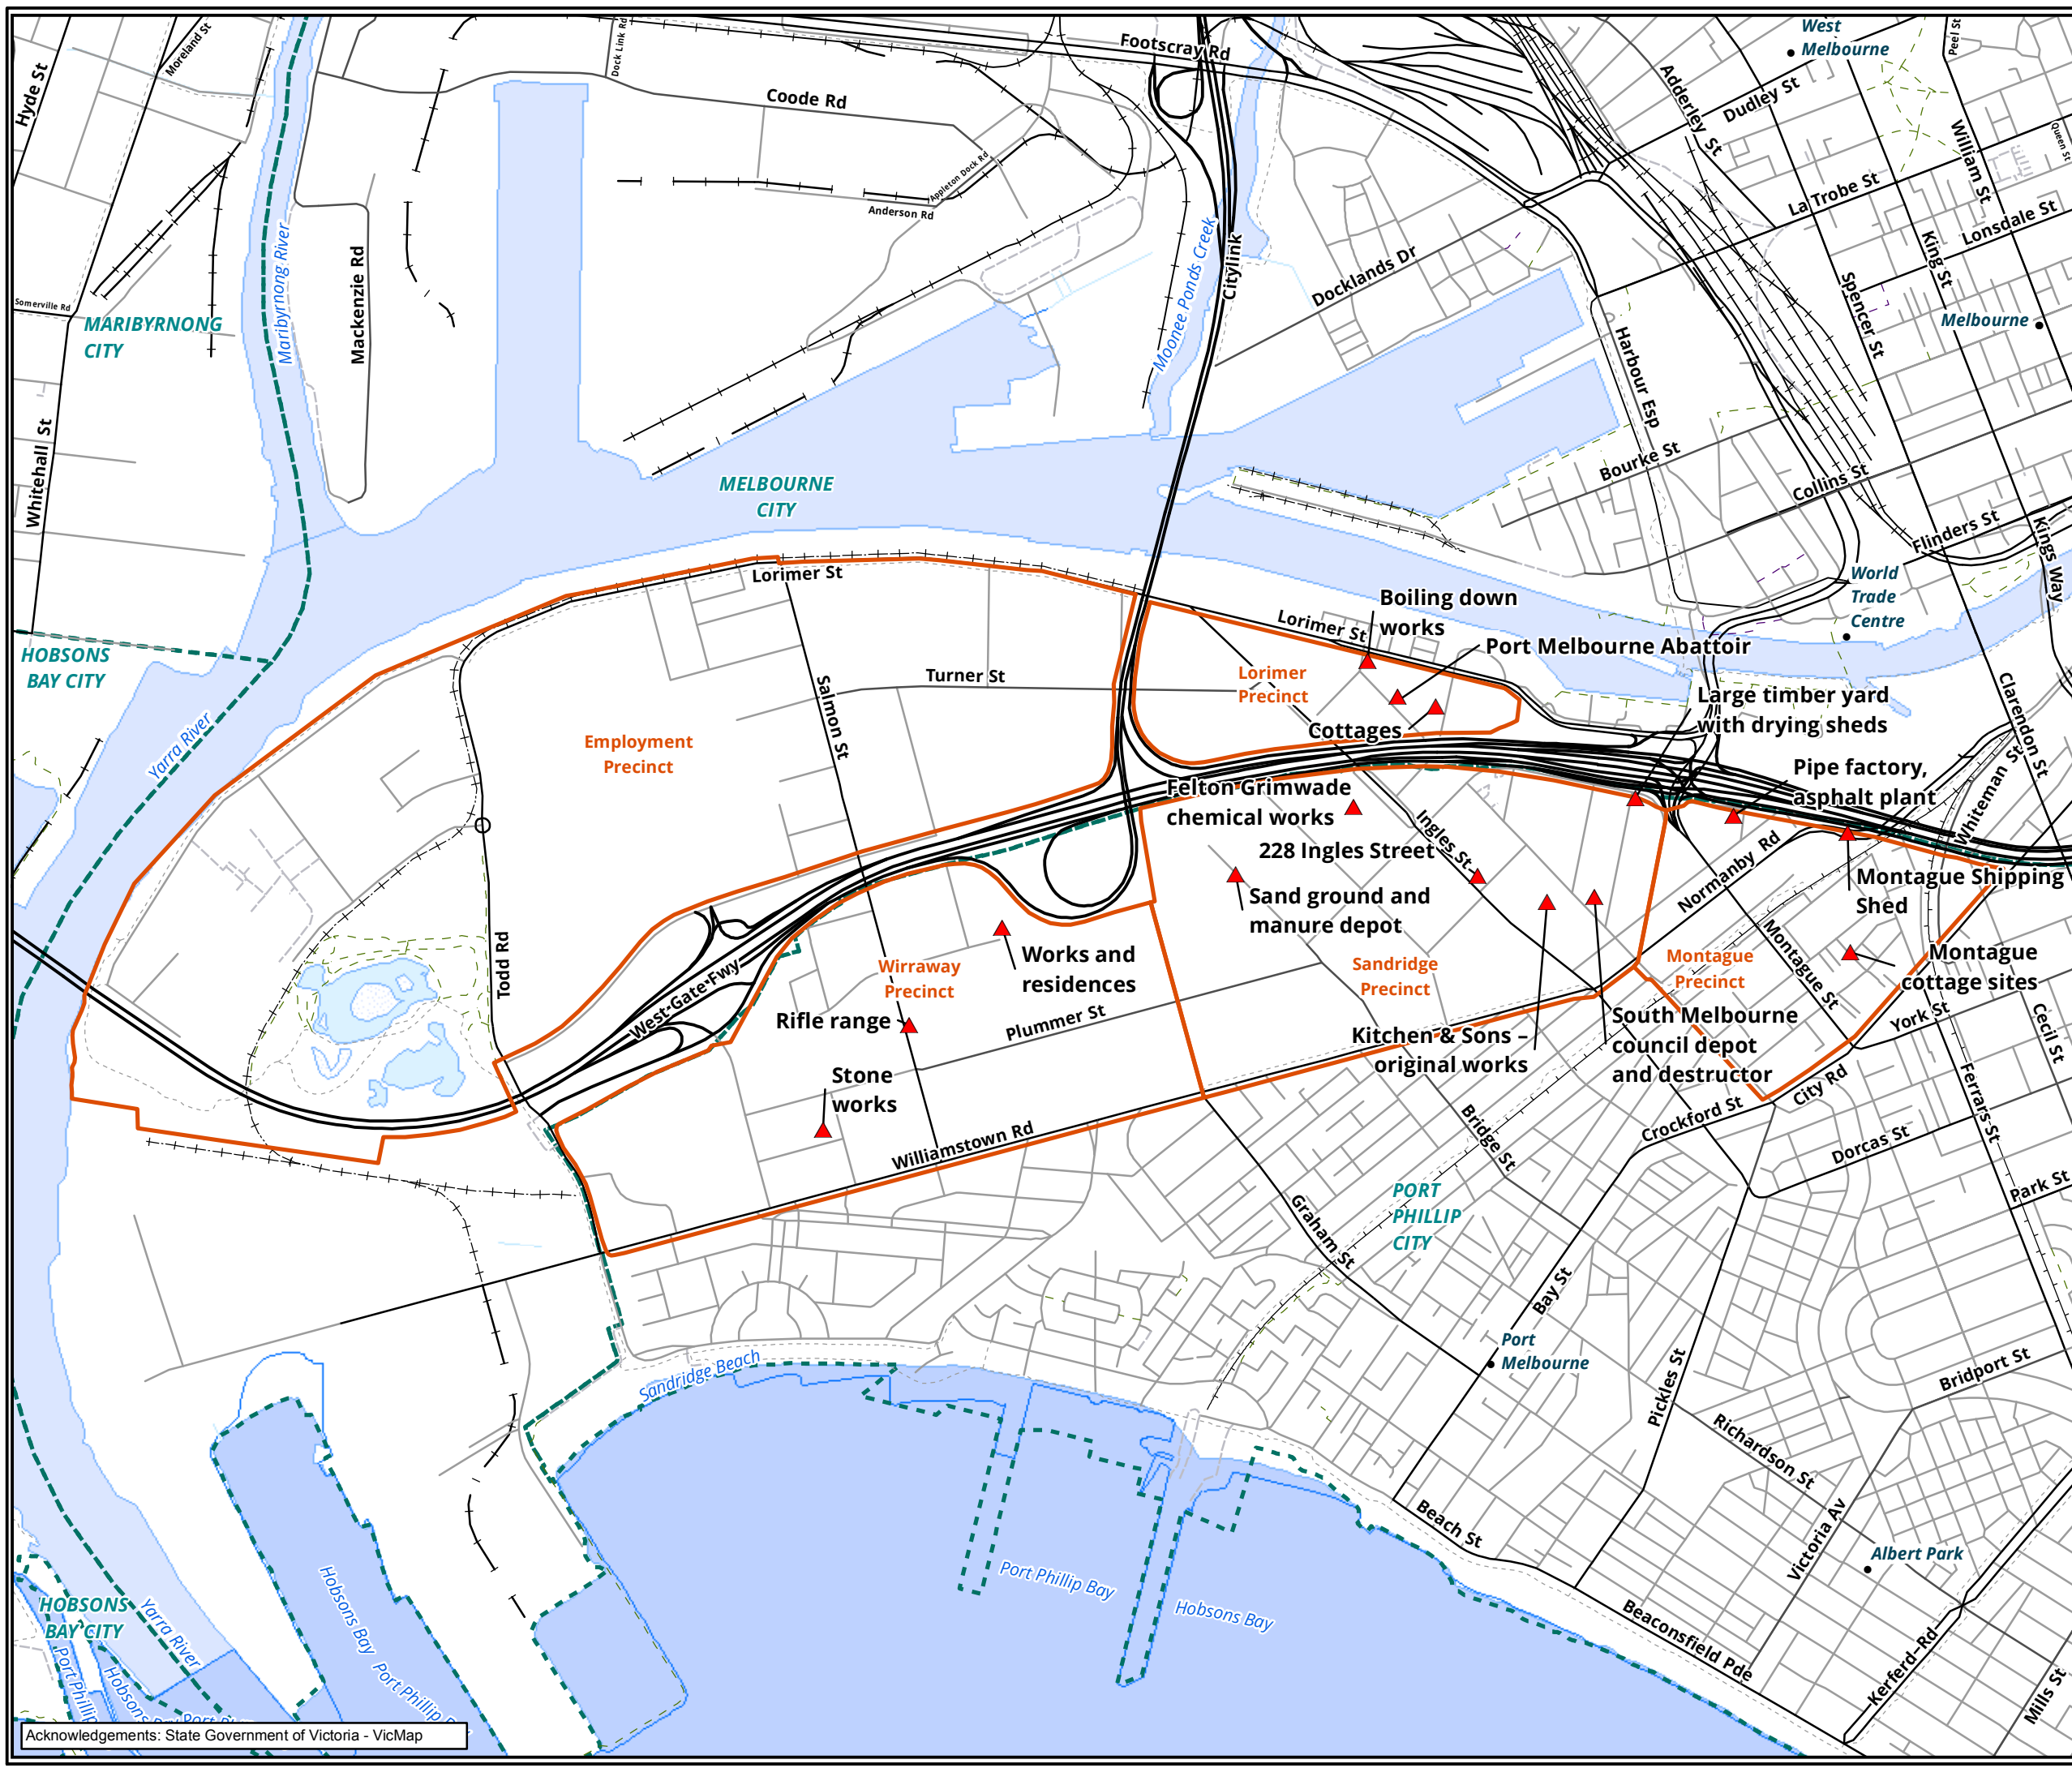 West
Melbourne
Peel St
Moreland St
Dock Link Rd
Footscray Rd
Hyde St
Adderley St
Dudley St
Coode Rd
William St
Queen St
Appleton Dock Rd
Anderson Rd
La Trobe St
Lonsdale St
Maribyrnong River
Mackenzie Rd
Moonee Ponds Creek
Citylink
Docklands Dr
King St
Spencer St
Somerville Rd
MARIBYRNONG
CITY
Melbourne
Harbour Esp
Whitehall St
MELBOURNE
CITY
Bourke St
Collins St
Flinders St
Kings Way
World
Trade
Centre
Lorimer St
Boiling down
works
Lorimer St
Port Melbourne Abattoir
HOBSONS
BAY CITY
Turner St
Lorimer
Precinct
Salmon St
Large timber yard
with drying sheds
Clarendon St
Yarra River
Employment
Precinct
Cottages
Whiteman St
Pipe factory,
asphalt plant
Felton Grimwade
chemical works
Ingles St
228 Ingles Street
Normanby Rd
Montague Shipping
Shed
Sand ground and
manure depot
Todd Rd
West Gate Fwy
Works and
residences
Wirraway
Precinct
Sandridge
Precinct
Montague
Precinct
Montague St
Montague
cottage sites
Rifle range
Plummer St
Kitchen & Sons –
original works
South Melbourne
council depot
and destructor
York St
Cecil St
Stone
works
City Rd
Ferrars St
Crockford St
Bridge St
Williamstown Rd
Dorcas St
Park St
PORT
PHILLIP
CITY
Graham St
Bay St
Port
Melbourne
Sandridge Beach
Pickles St
Bridport St
Richardson St
Beach St
Victoria Av
Albert Park
Port Phillip Bay
Hobsons Bay
Hobsons Bay
Port Phillip Bay
HOBSONS
BAY CITY
Yarra River
Port Phillip
Hobsons Bay
Beaconsfield Pde
Kerferd Rd
Mills St
Acknowledgements: State Government of Victoria - VicMap